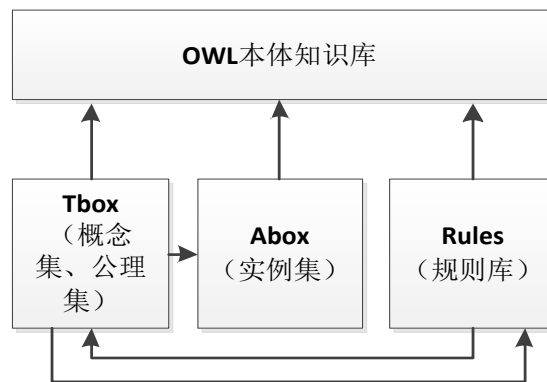 OWL本体知识库
Tbox
（概念
集、公理
集）
Abox
（实例集）
Rules
（规则库）